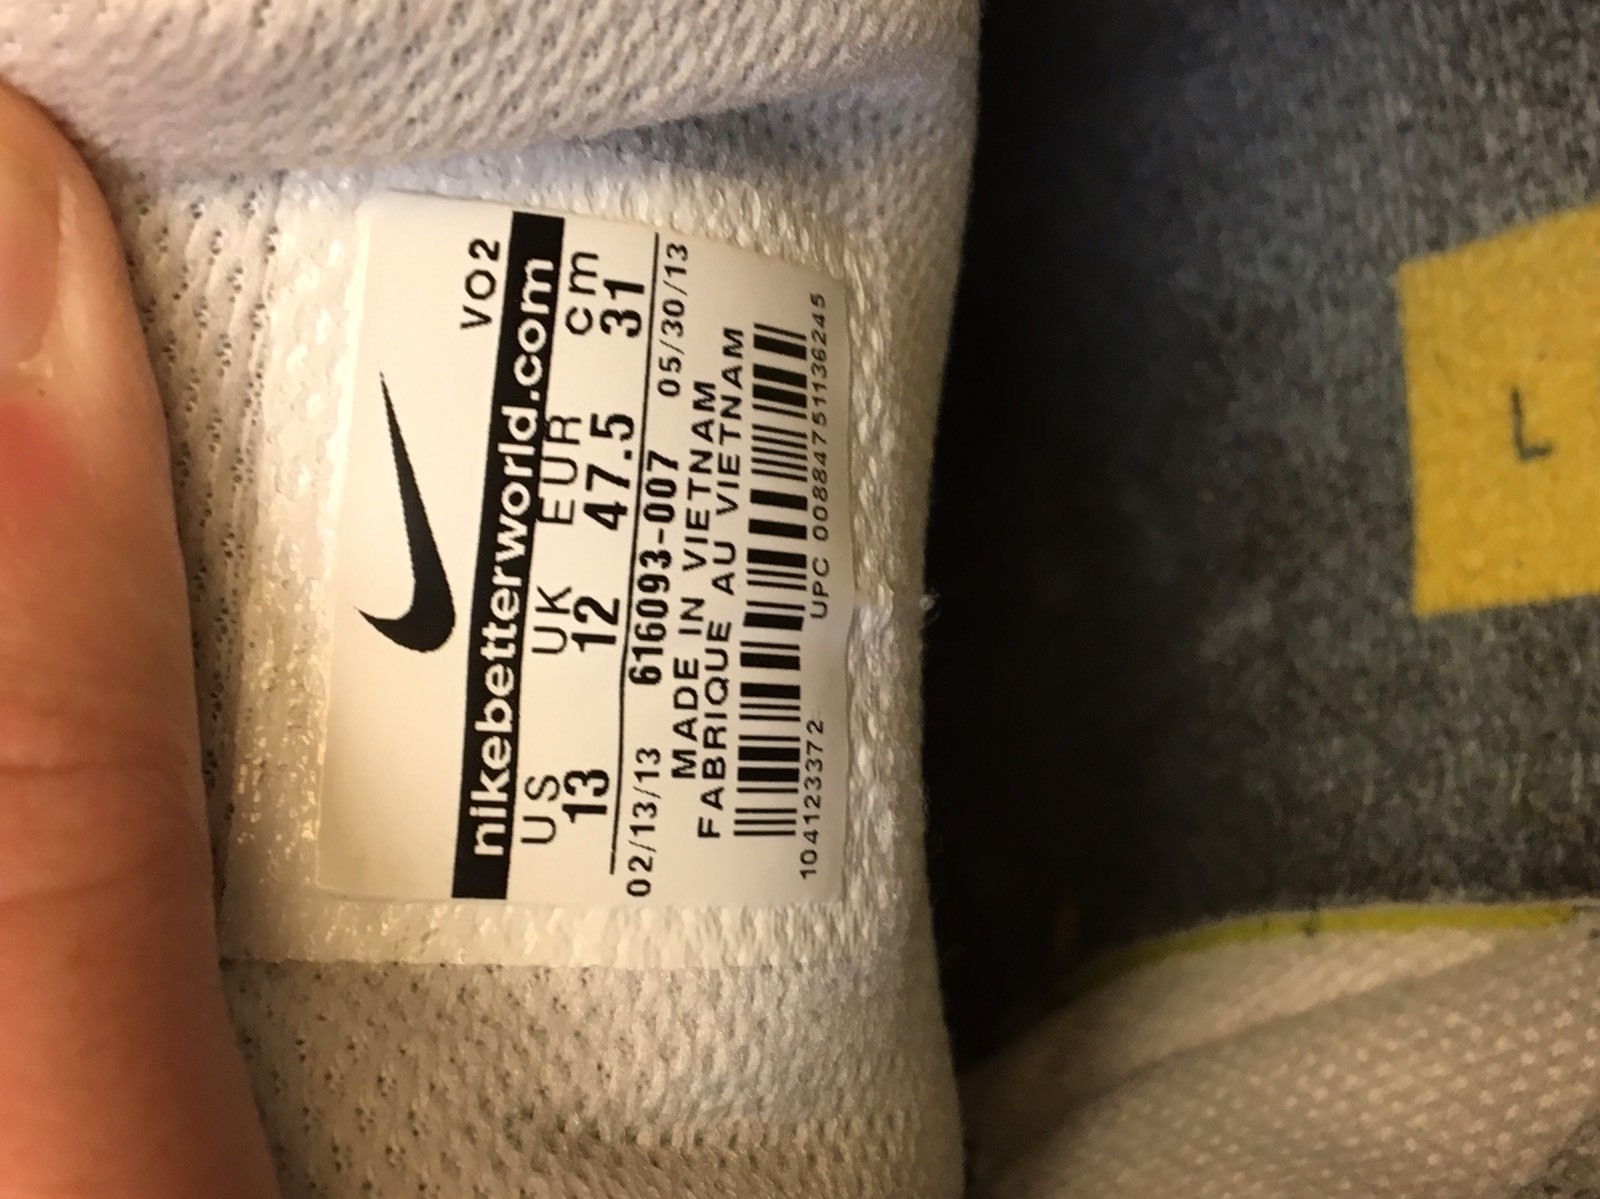 VO2
nikebetterworld.com
US UK EUR cm
13 12 47.5 31
02/13/13 616093-007 05/30/13
MADE IN VIETNAM
FABRIQUE AU VIETNAM
104123372 UPC 00884751136245
L